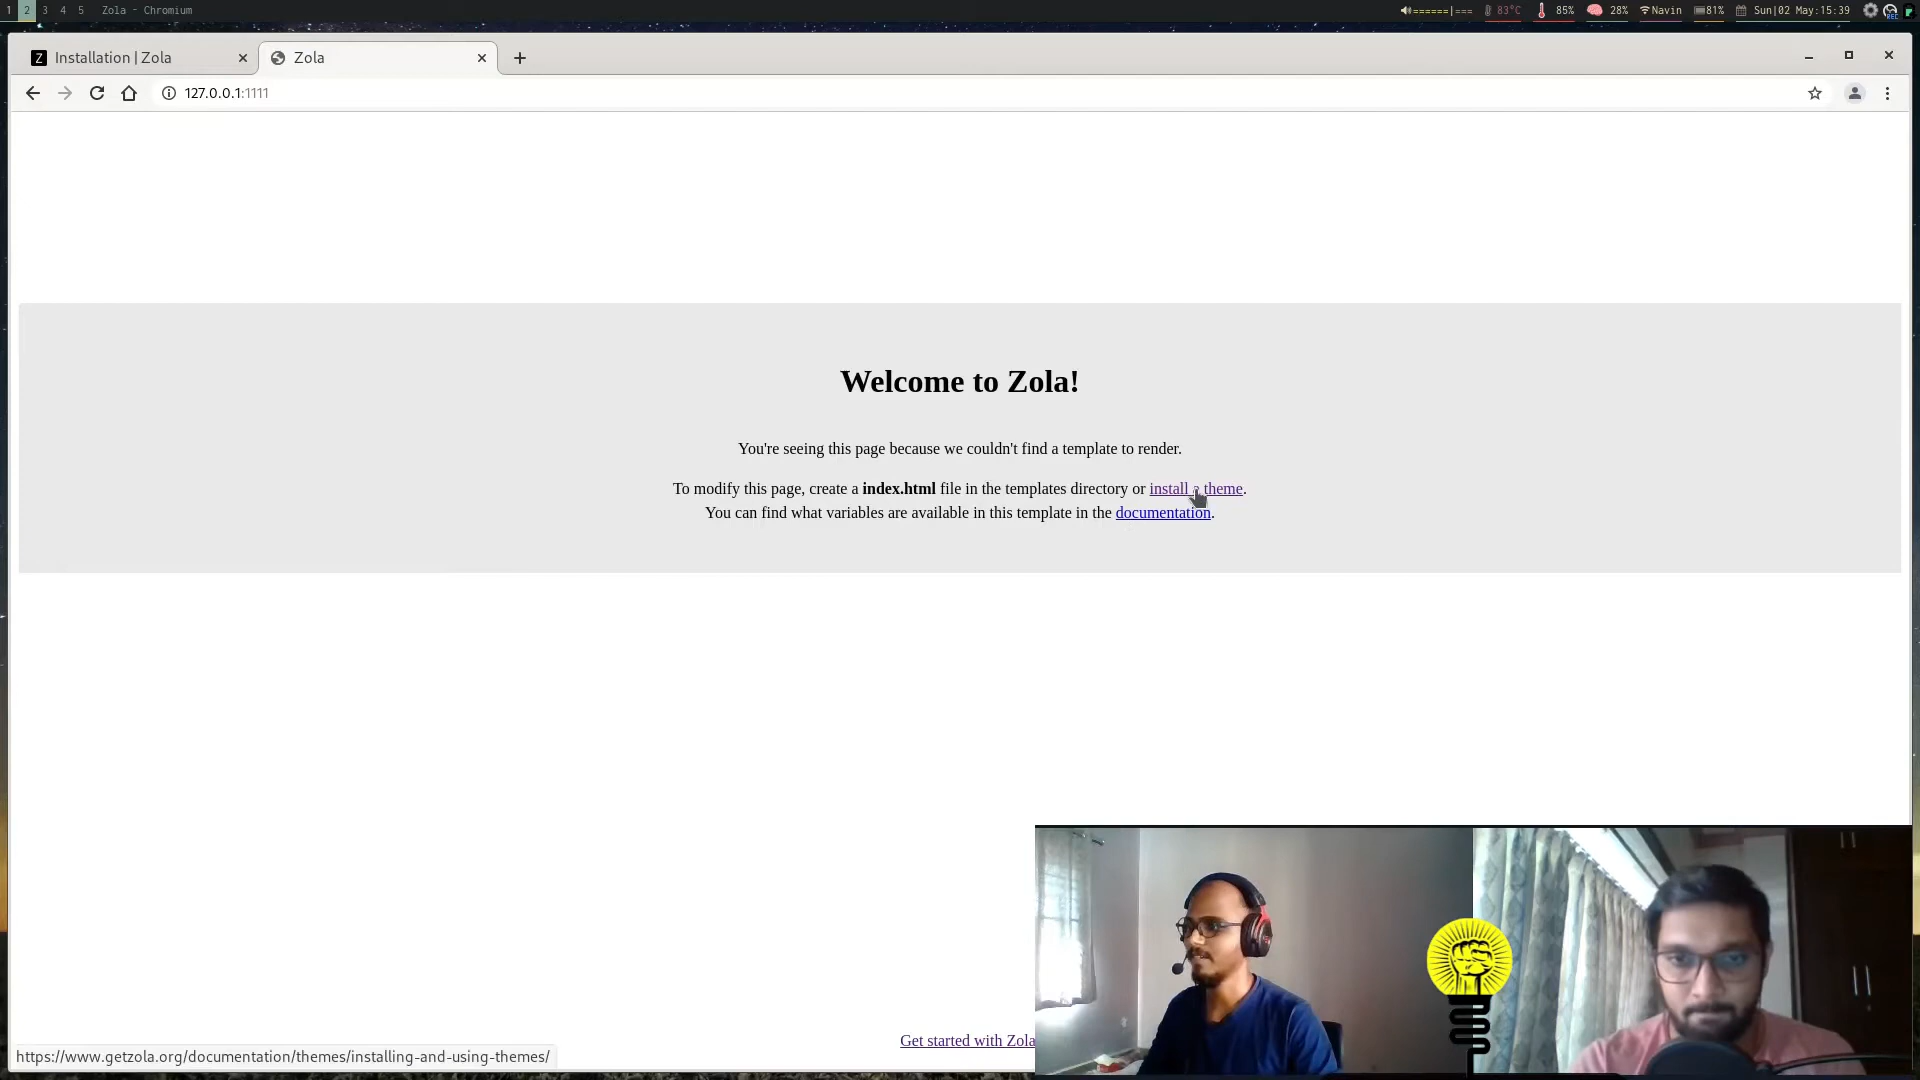 1 2 3 4 5 Zola - Chromium
83°C 85% 28% Navin 81% Sun|02 May:15:39
Installation | Zola
Zola
127.0.0.1:1111
Welcome to Zola!
You're seeing this page because we couldn't find a template to render.
To modify this page, create a index.html file in the templates directory or install a theme.
You can find what variables are available in this template in the documentation.
Get started with Zola
https://www.getzola.org/documentation/themes/installing-and-using-themes/